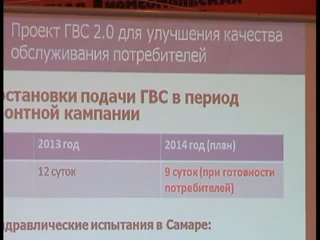 Проект ГВС 2.0 для улучшения качества
обслуживания потребителей
остановки подачи ГВС в период
онтной кампании
2013 год 2014 год (план)
12 суток 9 суток (при готовности
потребителей)
идравлические испытания в Самаре: